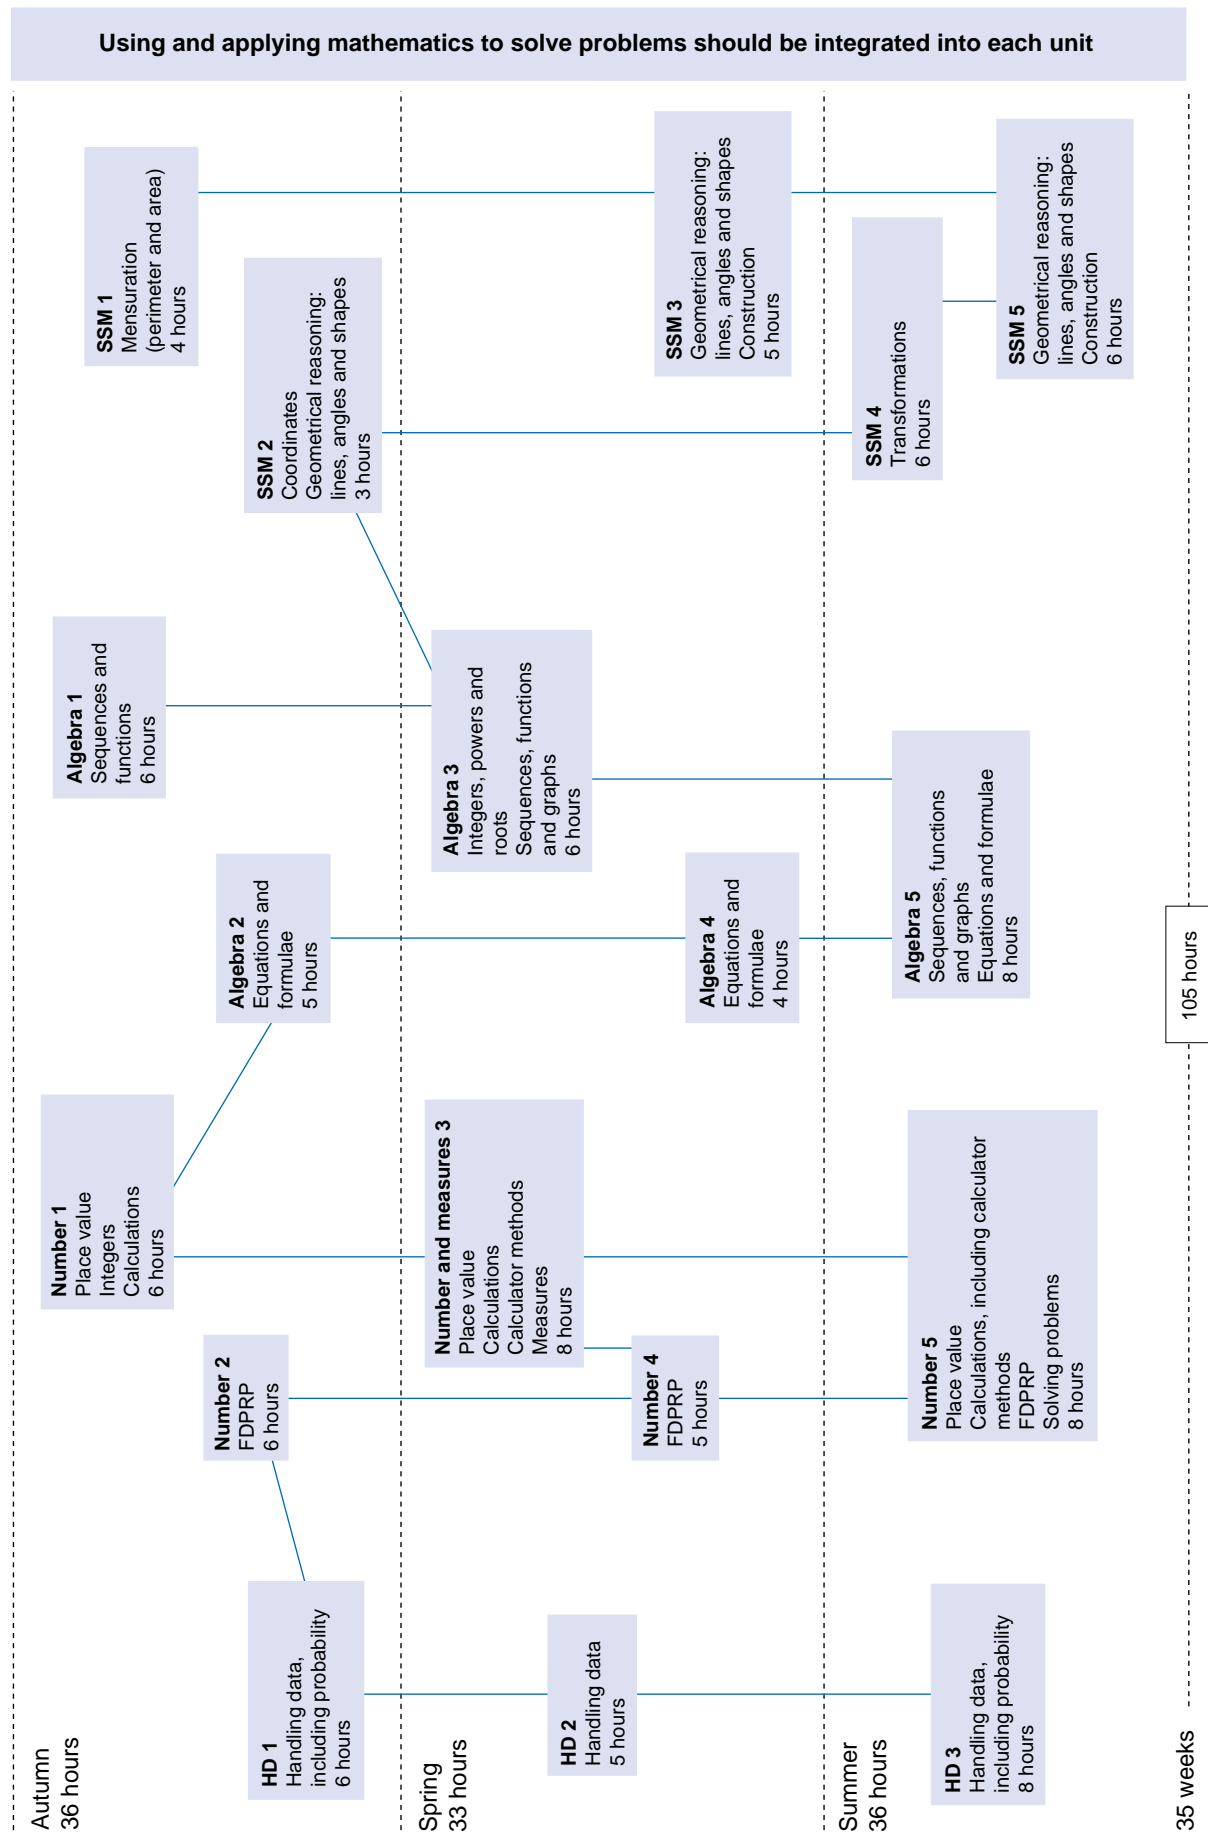 Using and applying mathematics to solve problems should be integrated into each unit
Autumn
36 hours
HD 1
Handling data,
including probability
6 hours
Number 2
FDPRP
6 hours
Number 1
Place value
Integers
Calculations
6 hours
Algebra 2
Equations and
formulae
5 hours
Algebra 1
Sequences and
functions
6 hours
SSM 2
Coordinates
Geometrical reasoning:
lines, angles and shapes
3 hours
SSM 1
Mensuration
(perimeter and area)
4 hours
Spring
33 hours
HD 2
Handling data
5 hours
Number 4
FDPRP
5 hours
Number and measures 3
Place value
Calculations
Calculator methods
Measures
8 hours
Algebra 4
Equations and
formulae
4 hours
Algebra 3
Integers, powers and
roots
Sequences, functions
and graphs
6 hours
SSM 3
Geometrical reasoning:
lines, angles and shapes
Construction
5 hours
Summer
36 hours
HD 3
Handling data,
including probability
8 hours
Number 5
Place value
Calculations, including calculator
methods
FDPRP
Solving problems
8 hours
Algebra 5
Sequences, functions
and graphs
Equations and formulae
8 hours
SSM 4
Transformations
6 hours
SSM 5
Geometrical reasoning:
lines, angles and shapes
Construction
6 hours
35 weeks
105 hours